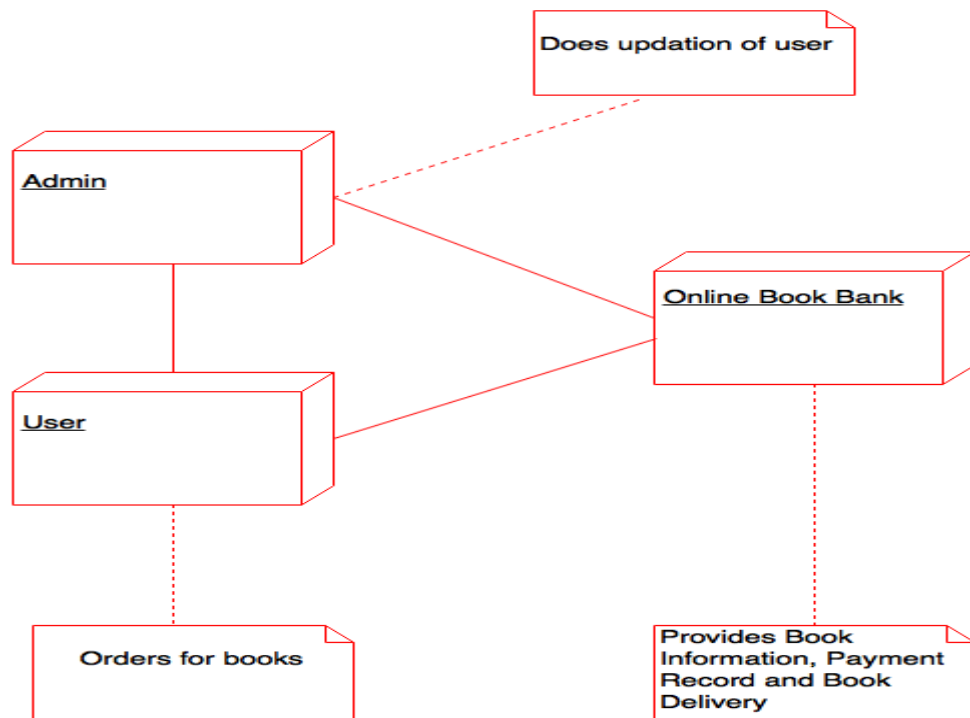 Does updation of user
Admin
Online Book Bank
User
Orders for books
Provides Book
Information, Payment
Record and Book
Delivery